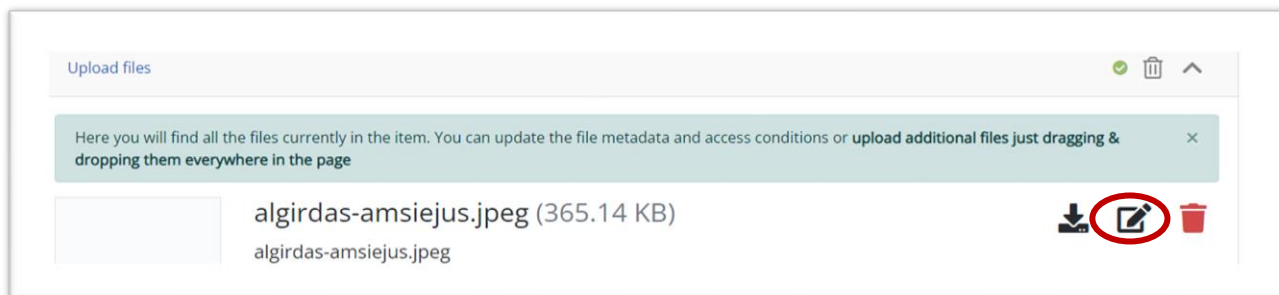 Upload files
Here you will find all the files currently in the item. You can update the file metadata and access conditions or upload additional files just dragging &
dropping them everywhere in the page
algirdas-amsiejus.jpeg (365.14 KB)
algirdas-amsiejus.jpeg